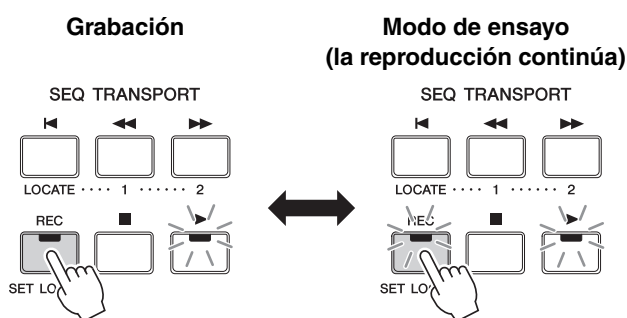 Grabación
Modo de ensayo
(la reproducción continúa)
SEQ TRANSPORT
LOCATE 1 2
REC
SET LO
SEQ TRANSPORT
LOCATE 1 2
REC
SET LO